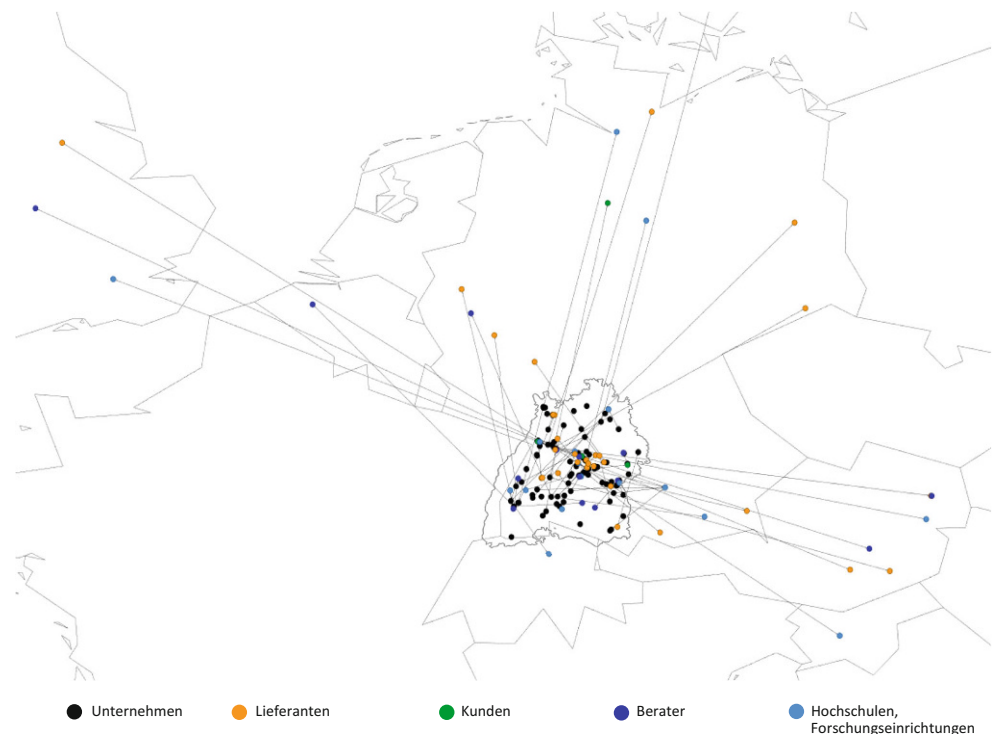 Unternehmen
Lieferanten
Kunden
Berater
Hochschulen,
Forschungseinrichtungen